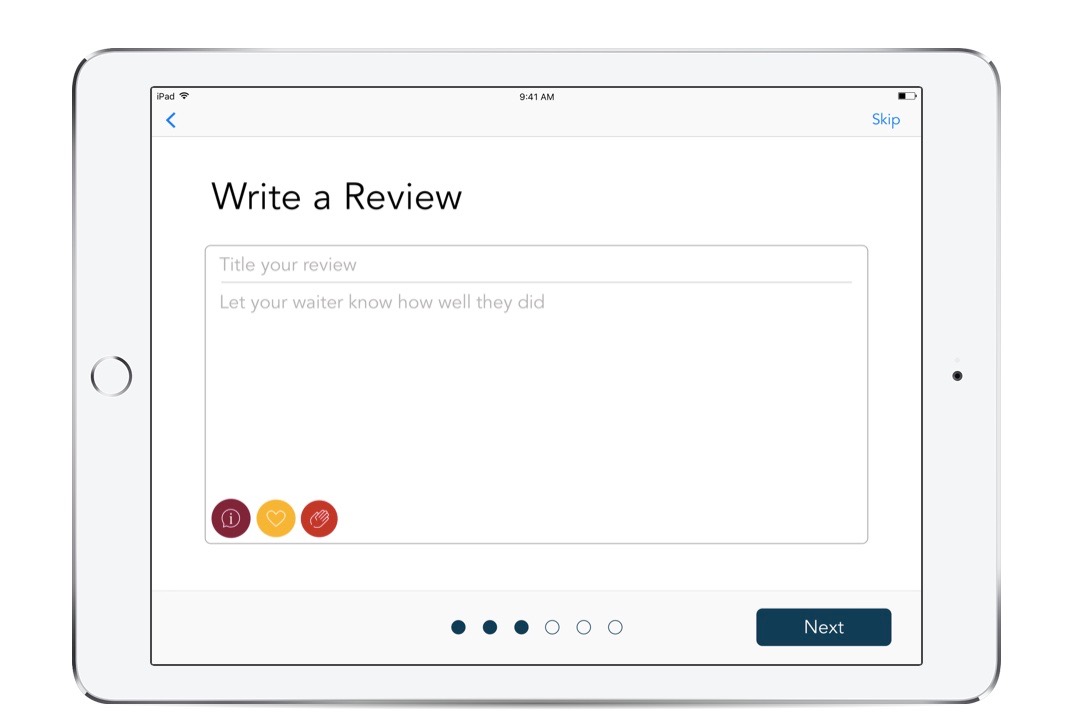 iPad
9:41 AM
Skip
Write a Review
Title your review
Let your waiter know how well they did
i
Next